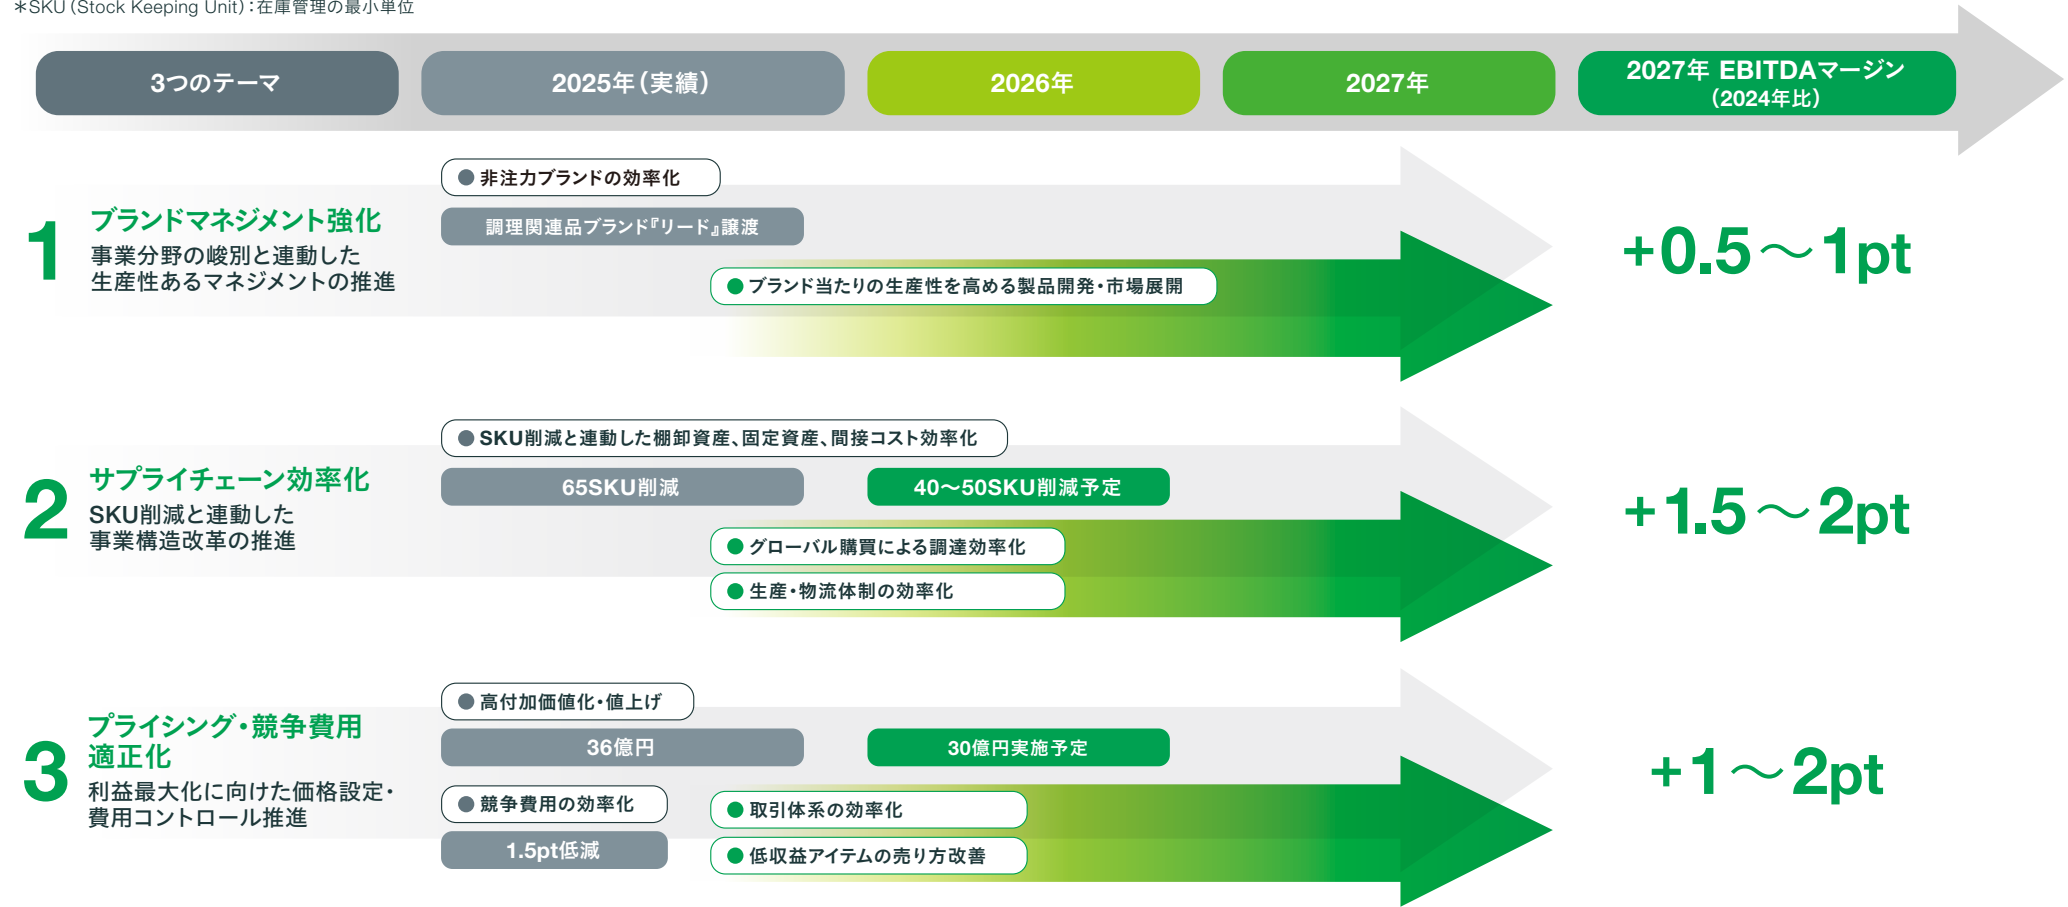 ＊SKU（Stock Keeping Unit）：在庫管理の最小単位
3つのテーマ
2025年（実績）
2026年
2027年
2027年 EBITDAマージン
（2024年比）
1
ブランドマネジメント強化
事業分野の峻別と連動した
生産性あるマネジメントの推進
●非注力ブランドの効率化
調理関連品ブランド『リード』譲渡
●ブランド当たりの生産性を高める製品開発・市場展開
+0.5～1pt
2
サプライチェーン効率化
SKU削減と連動した
事業構造改革の推進
●SKU削減と連動した棚卸資産、固定資産、間接コスト効率化
65SKU削減
40～50SKU削減予定
●グローバル購買による調達効率化
●生産・物流体制の効率化
+1.5～2pt
3
プライシング・競争費用
適正化
利益最大化に向けた価格設定・
費用コントロール推進
●高付加価値化・値上げ
36億円
30億円実施予定
●競争費用の効率化
1.5pt低減
●取引体系の効率化
●低収益アイテムの売り方改善
+1～2pt